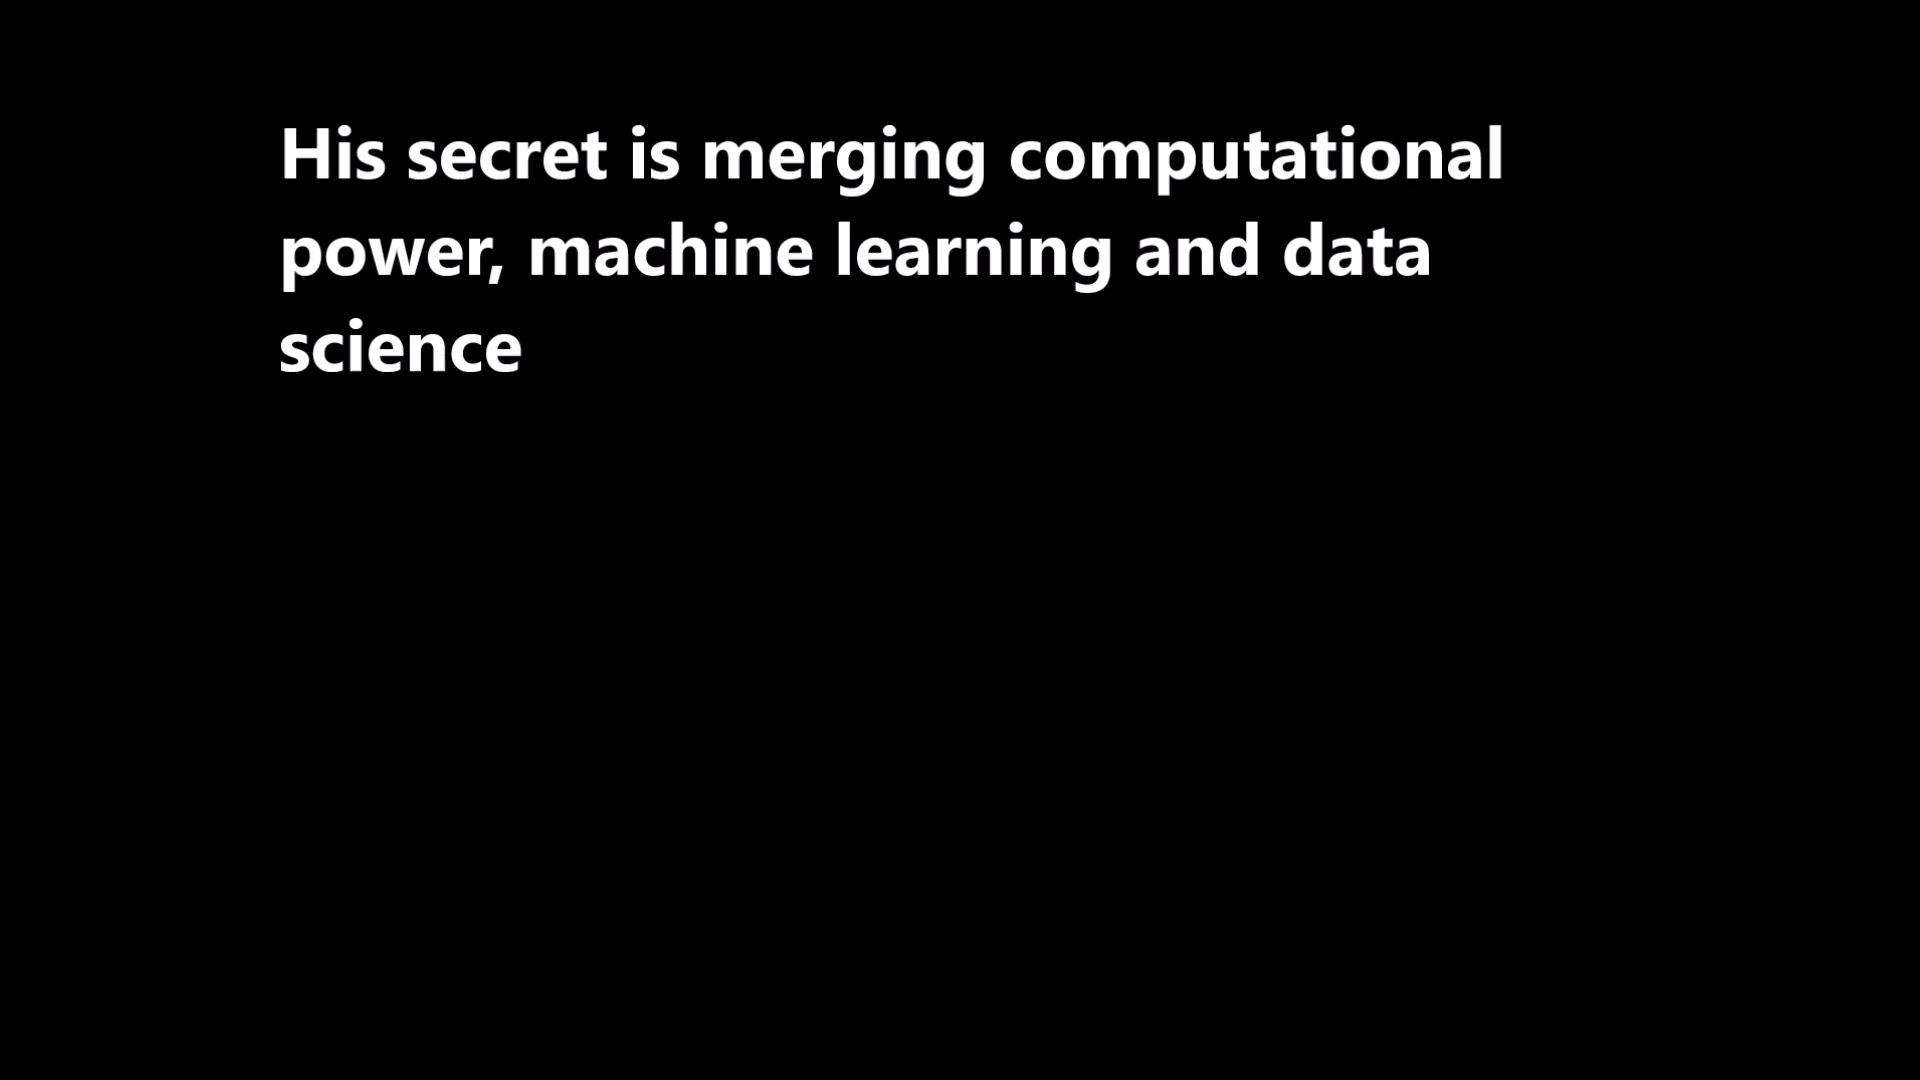 His secret is merging computational
power, machine learning and data
science